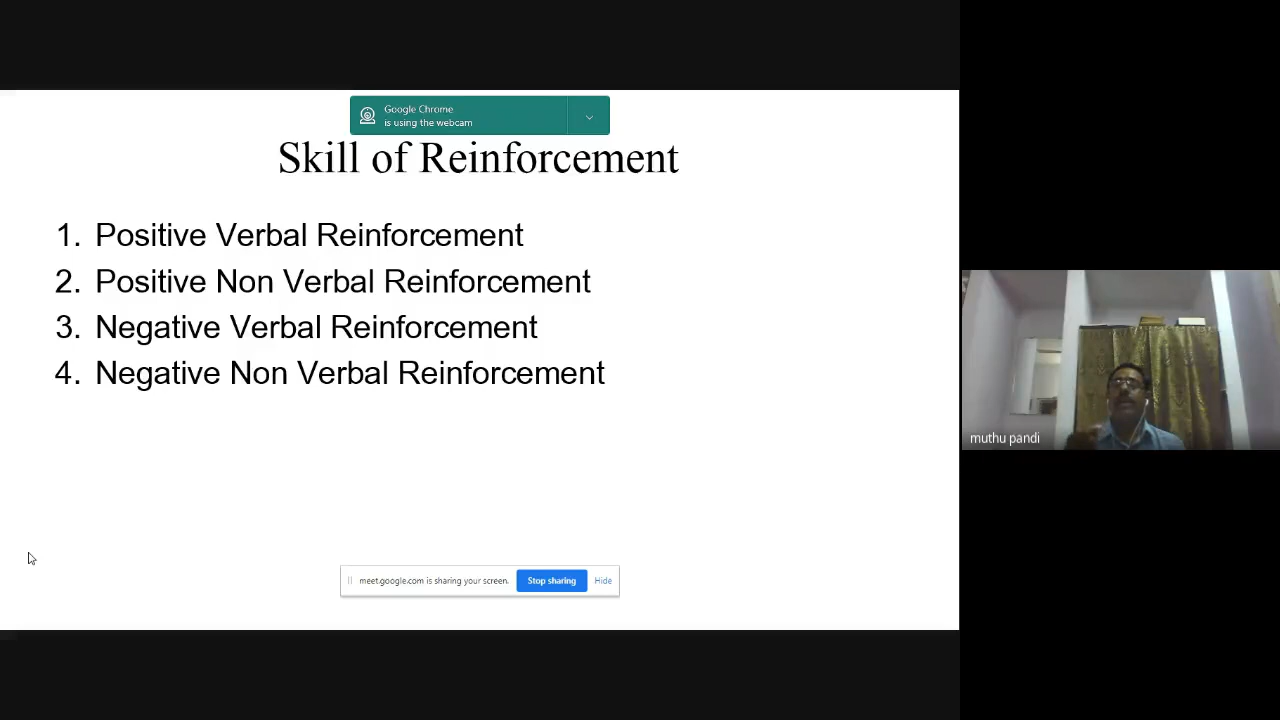 Google Chrome
is using the webcam
Skill of Reinforcement
1. Positive Verbal Reinforcement
2. Positive Non Verbal Reinforcement
3. Negative Verbal Reinforcement
4. Negative Non Verbal Reinforcement
muthu pandi
meet.google.com is sharing your screen. Stop sharing Hide